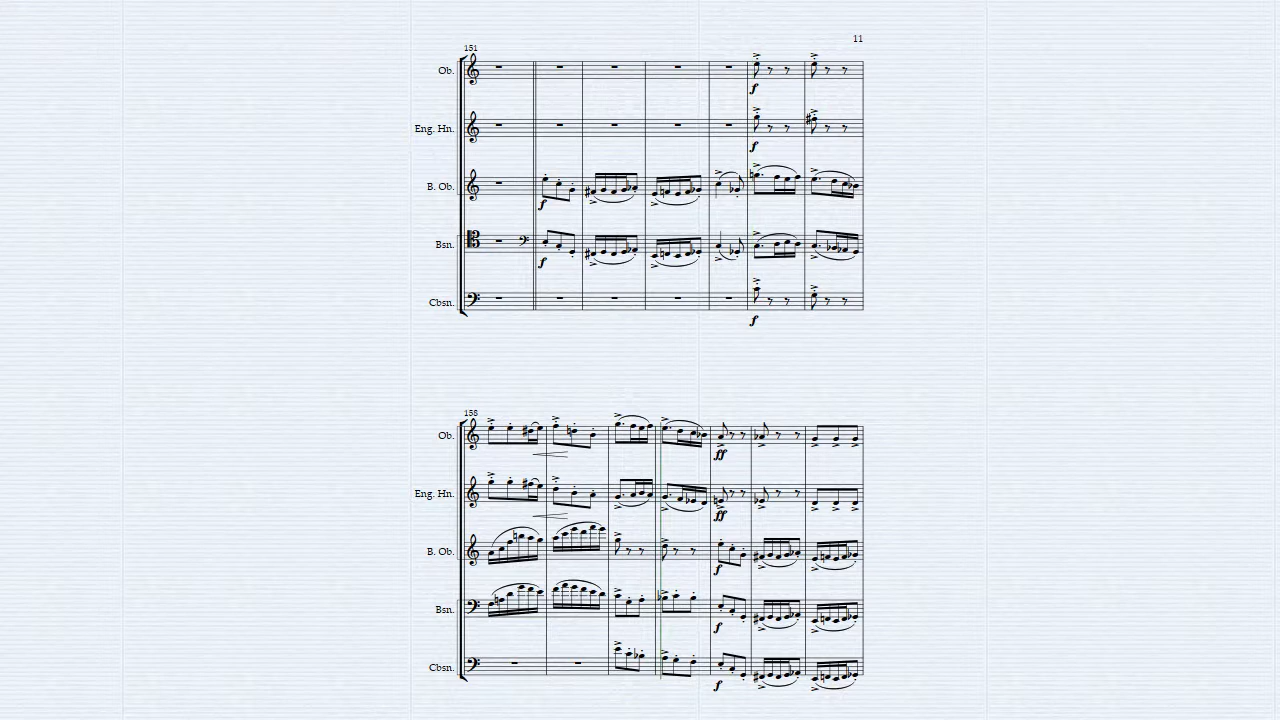 11
151
Ob.
f
Eng. Hn.
f
B. Ob.
f
Bsn.
f
Cbsn.
f
158
Ob.
ff
Eng. Hn.
ff
B. Ob.
f
Bsn.
f
Cbsn.
f